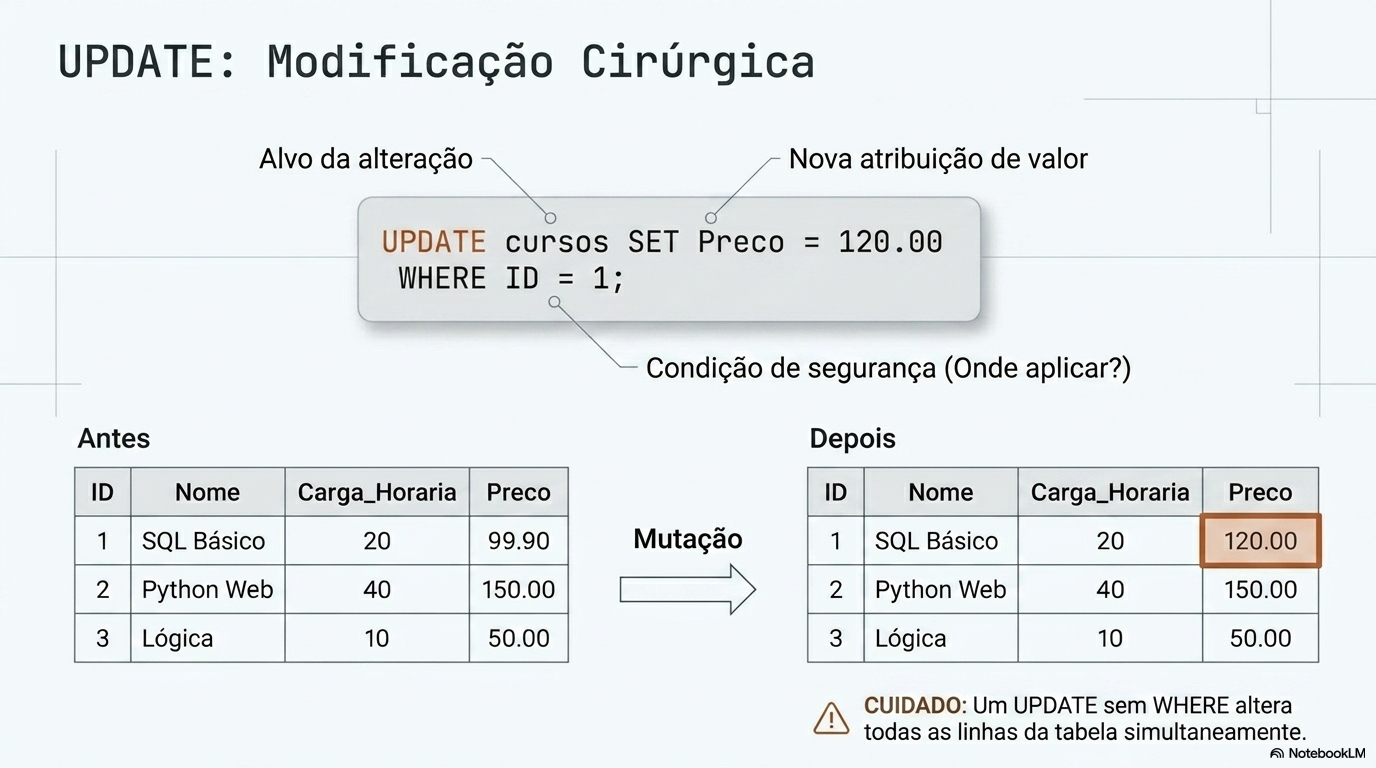 UPDATE: Modificação Cirúrgica
Alvo da alteração
Nova atribuição de valor
UPDATE cursos SET Preco = 120.00
WHERE ID = 1;
Condição de segurança (Onde aplicar?)
Antes
ID Nome Carga_Horaria Preco
1 SQL Básico 20 99.90
2 Python Web 40 150.00
3 Lógica 10 50.00
Mutação
Depois
ID Nome Carga_Horaria Preco
1 SQL Básico 20 120.00
2 Python Web 40 150.00
3 Lógica 10 50.00
CUIDADO: Um UPDATE sem WHERE altera
todas as linhas da tabela simultaneamente.
NotebookLM